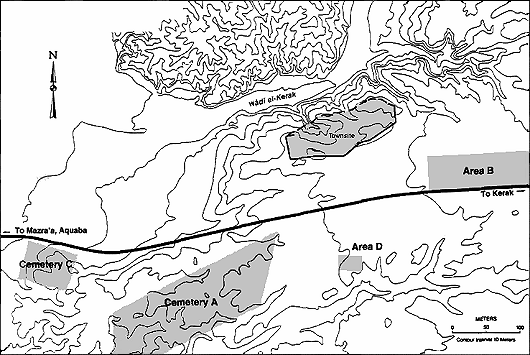 N
Wâdi el-Kerak
Townsite
Area B
To Kerak
To Mazra'a, Aquaba
Cemetery C
Area D
Cemetery A
METERS
0 50 100
Contour Interval 10 Meters